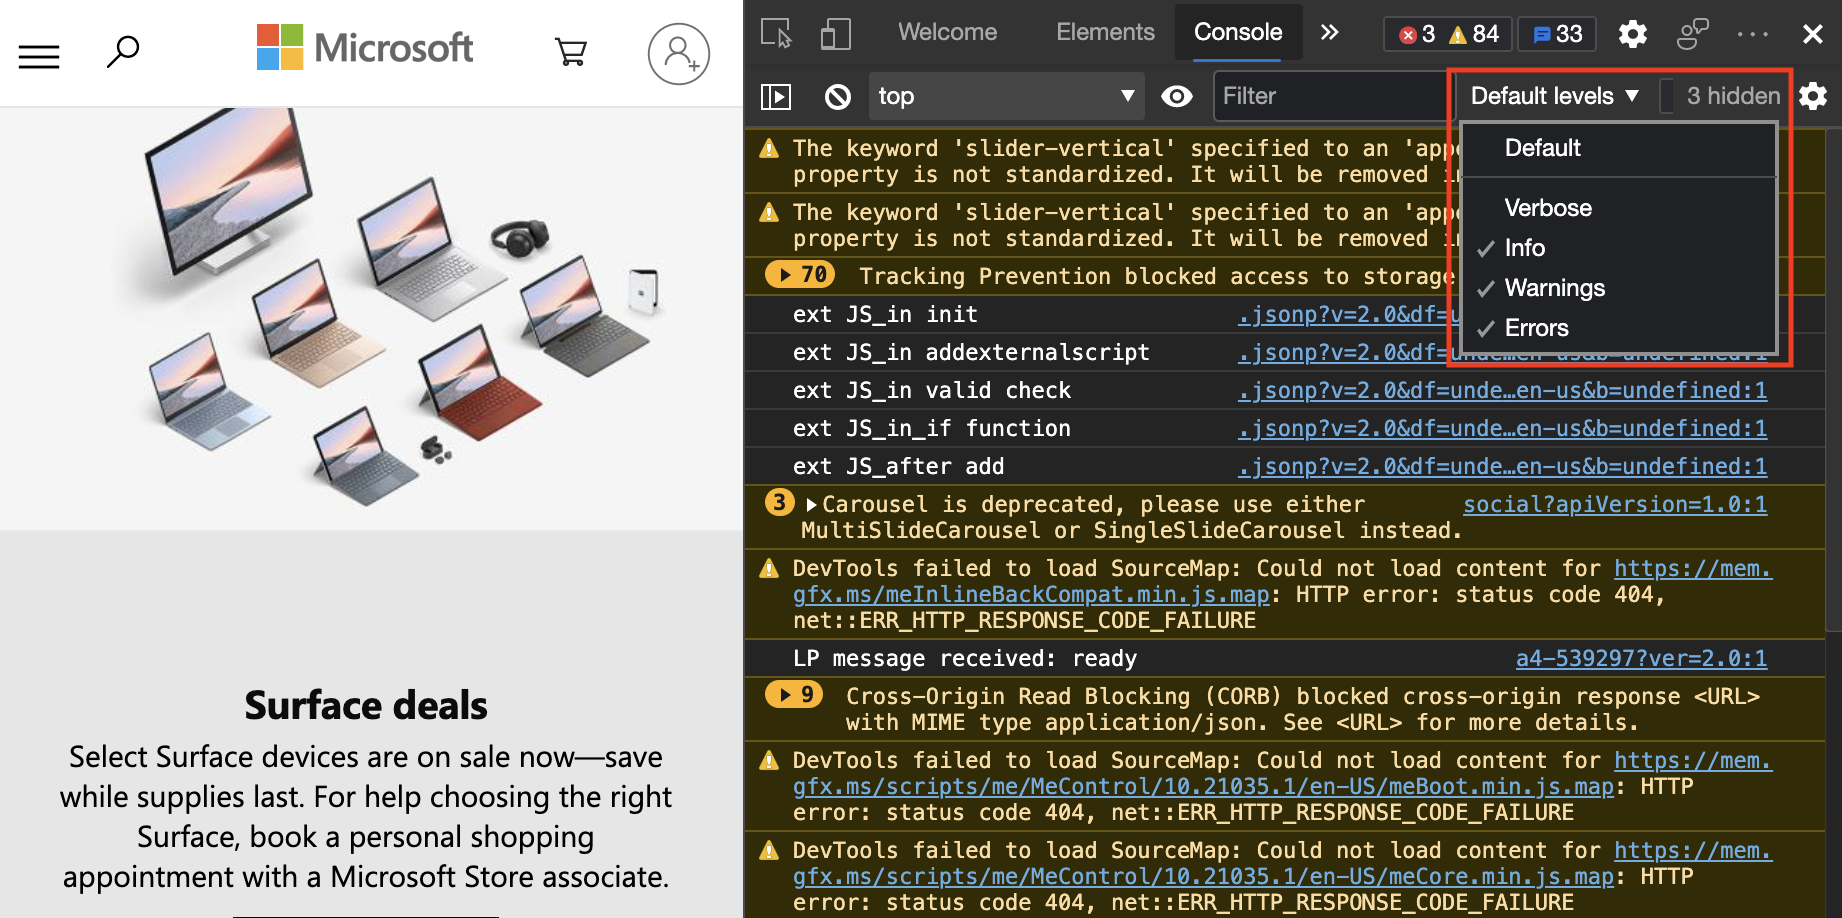 Microsoft
Surface deals
Select Surface devices are on sale now—save
while supplies last. For help choosing the right
Surface, book a personal shopping
appointment with a Microsoft Store associate.
Welcome Elements Console 3 84 33
top Filter Default levels ▼ 3 hidden
Default
Verbose
✓ Info
✓ Warnings
✓ Errors
The keyword 'slider-vertical' specified to an 'appe
property is not standardized. It will be removed in
The keyword 'slider-vertical' specified to an 'appe
property is not standardized. It will be removed in
70 Tracking Prevention blocked access to storage
ext JS_in init .jsonp?v=2.0&df=u
ext JS_in addexternalscript .jsonp?v=2.0&df=unde…en-us&b=undefined:1
ext JS_in valid check .jsonp?v=2.0&df=unde…en-us&b=undefined:1
ext JS_in_if function .jsonp?v=2.0&df=unde…en-us&b=undefined:1
ext JS_after add .jsonp?v=2.0&df=unde…en-us&b=undefined:1
3 ▶Carousel is deprecated, please use either social?apiVersion=1.0:1
MultiSlideCarousel or SingleSlideCarousel instead.
DevTools failed to load SourceMap: Could not load content for https://mem.
gfx.ms/meInlineBackCompat.min.js.map: HTTP error: status code 404,
net::ERR_HTTP_RESPONSE_CODE_FAILURE
LP message received: ready a4-539297?ver=2.0:1
9 Cross-Origin Read Blocking (CORB) blocked cross-origin response <URL>
with MIME type application/json. See <URL> for more details.
DevTools failed to load SourceMap: Could not load content for https://mem.
gfx.ms/scripts/me/MeControl/10.21035.1/en-US/meBoot.min.js.map: HTTP
error: status code 404, net::ERR_HTTP_RESPONSE_CODE_FAILURE
DevTools failed to load SourceMap: Could not load content for https://mem.
gfx.ms/scripts/me/MeControl/10.21035.1/en-US/meCore.min.js.map: HTTP
error: status code 404, net::ERR_HTTP_RESPONSE_CODE_FAILURE